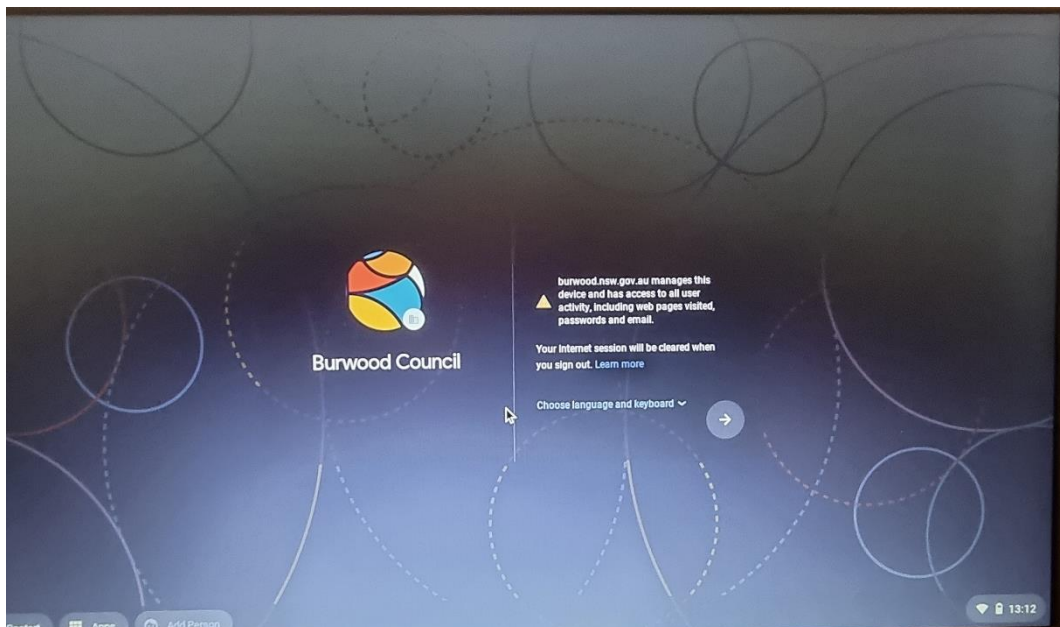 burwood.nsw.gov.au manages this
device and has access to all user
activity, including web pages visited,
passwords and email.
Burwood Council
Your Internet session will be cleared when
you sign out. Learn more
Choose language and keyboard
Apps
Add Person
13:12